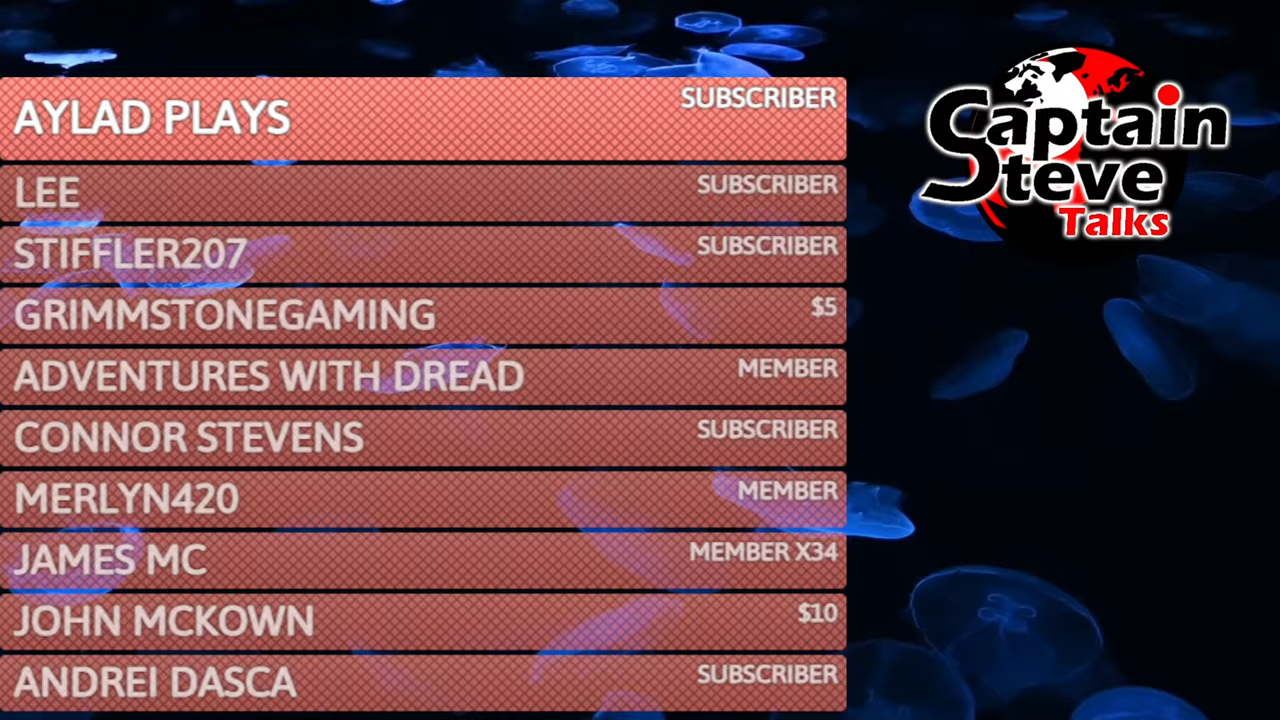 AYLAD PLAYS SUBSCRIBER
LEE SUBSCRIBER
STIFFLER207 SUBSCRIBER
GRIMMSTONEGAMING $5
ADVENTURES WITH DREAD MEMBER
CONNOR STEVENS SUBSCRIBER
MERLYN420 MEMBER
JAMES MC MEMBER X34
JOHN MCKOWN $10
ANDREI DASCA SUBSCRIBER
Captain
Steve
Talks